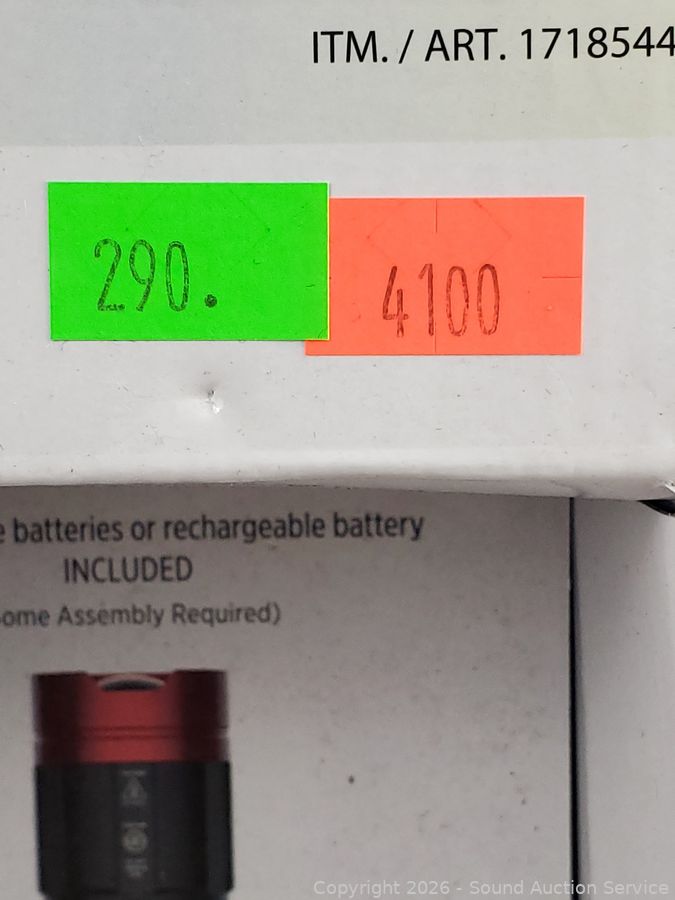 ITM. / ART. 1718544
290.
4100
batteries or rechargeable battery
INCLUDED
ome Assembly Required)
Copyright 2026 - Sound Auction Service